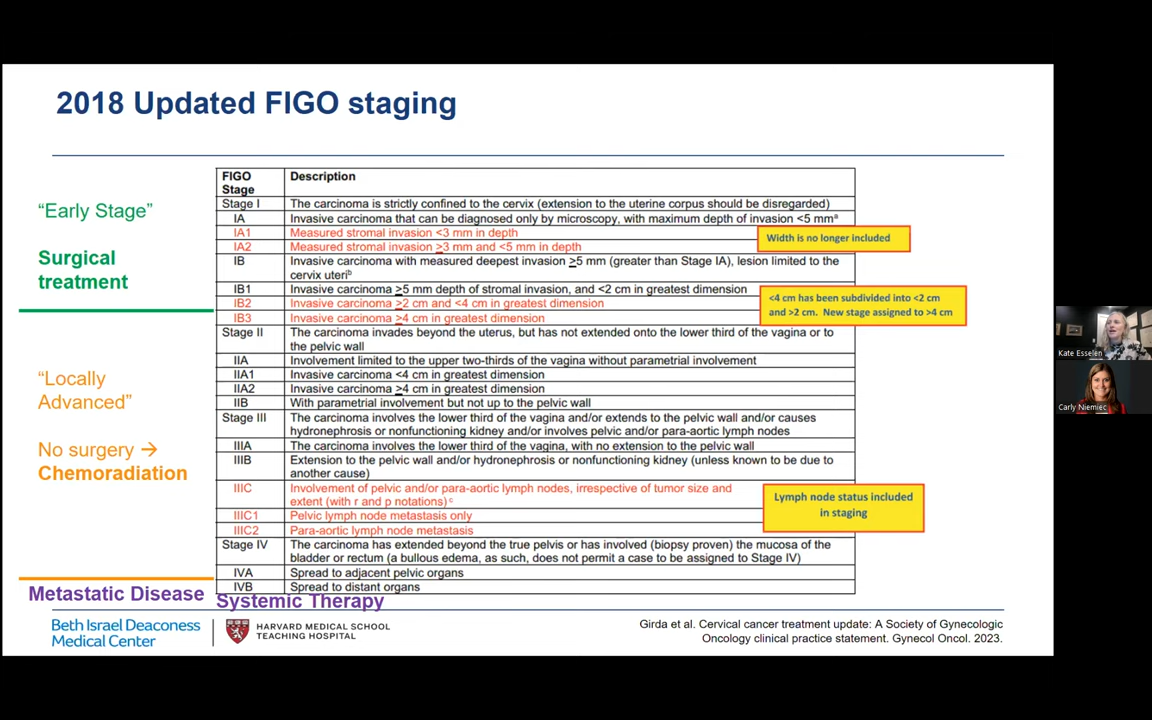 2018 Updated FIGO staging
"Early Stage"
Surgical
treatment
"Locally
Advanced"
No surgery →
Chemoradiation
Metastatic Disease
Systemic Therapy
FIGO
Stage
Description
Stage I The carcinoma is strictly confined to the cervix (extension to the uterine corpus should be disregarded)
IA Invasive carcinoma that can be diagnosed only by microscopy, with maximum depth of invasion <5 mmᵃ
IA1 Measured stromal invasion <3 mm in depth
IA2 Measured stromal invasion ≥3 mm and <5 mm in depth
Width is no longer included
IB Invasive carcinoma with measured deepest invasion ≥5 mm (greater than Stage IA), lesion limited to the
cervix uteriᵇ
IB1 Invasive carcinoma ≥5 mm depth of stromal invasion, and <2 cm in greatest dimension
IB2 Invasive carcinoma ≥2 cm and <4 cm in greatest dimension
IB3 Invasive carcinoma ≥4 cm in greatest dimension
<4 cm has been subdivided into <2 cm
and >2 cm. New stage assigned to >4 cm
Stage II The carcinoma invades beyond the uterus, but has not extended onto the lower third of the vagina or to
the pelvic wall
IIA Involvement limited to the upper two-thirds of the vagina without parametrial involvement
IIA1 Invasive carcinoma <4 cm in greatest dimension
IIA2 Invasive carcinoma ≥4 cm in greatest dimension
IIB With parametrial involvement but not up to the pelvic wall
Stage III The carcinoma involves the lower third of the vagina and/or extends to the pelvic wall and/or causes
hydronephrosis or nonfunctioning kidney and/or involves pelvic and/or para-aortic lymph nodes
IIIA The carcinoma involves the lower third of the vagina, with no extension to the pelvic wall
IIIB Extension to the pelvic wall and/or hydronephrosis or nonfunctioning kidney (unless known to be due to
another cause)
IIIC Involvement of pelvic and/or para-aortic lymph nodes, irrespective of tumor size and
extent (with r and p notations)ᶜ
IIIC1 Pelvic lymph node metastasis only
IIIC2 Para-aortic lymph node metastasis
Lymph node status included
in staging
Stage IV The carcinoma has extended beyond the true pelvis or has involved (biopsy proven) the mucosa of the
bladder or rectum (a bullous edema, as such, does not permit a case to be assigned to Stage IV)
IVA Spread to adjacent pelvic organs
IVB Spread to distant organs
Beth Israel Deaconess
Medical Center
HARVARD MEDICAL SCHOOL
TEACHING HOSPITAL
Girda et al. Cervical cancer treatment update: A Society of Gynecologic
Oncology clinical practice statement. Gynecol Oncol. 2023.
Kate Esselen
Carly Niemiec